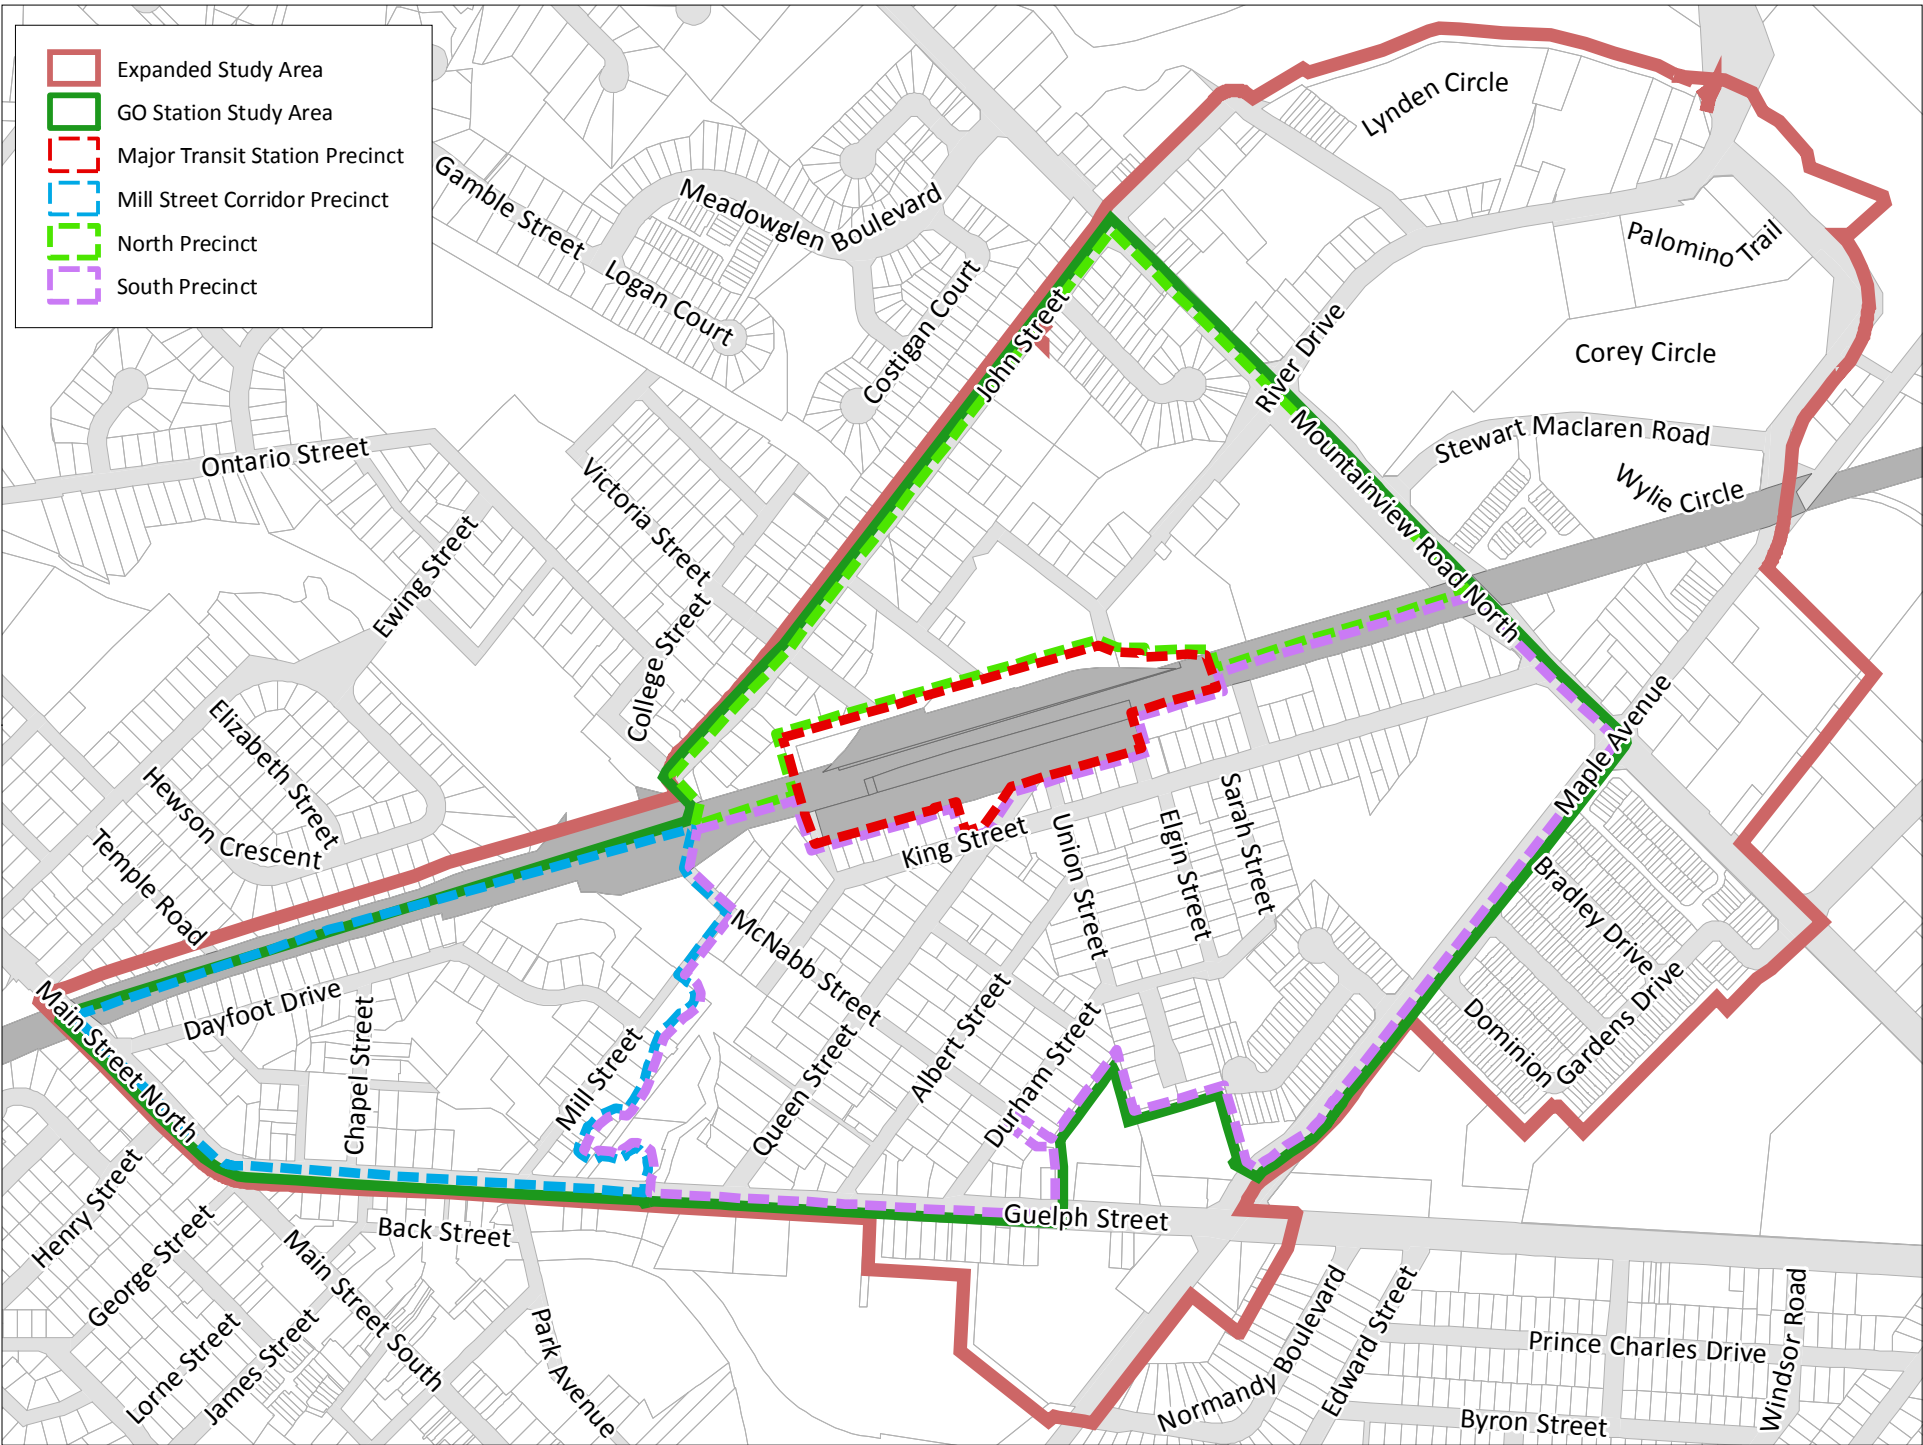 Expanded Study Area
GO Station Study Area
Major Transit Station Precinct
Mill Street Corridor Precinct
North Precinct
South Precinct
Lynden Circle
Gamble Street
Meadowglen Boulevard
Logan Court
Costigan Court
John Street
Palomino Trail
River Drive
Corey Circle
Stewart Maclaren Road
Wylie Circle
Mountainview Road North
Ontario Street
Victoria Street
Ewing Street
College Street
Elizabeth Street
Hewson Crescent
Temple Road
Maple Avenue
King Street
Union Street
Elgin Street
Sarah Street
Bradley Drive
McNabb Street
Main Street North
Dayfoot Drive
Chapel Street
Mill Street
Queen Street
Albert Street
Durham Street
Dominion Gardens Drive
Guelph Street
Henry Street
George Street
Back Street
Main Street South
Lorne Street
James Street
Park Avenue
Normandy Boulevard
Edward Street
Prince Charles Drive
Windsor Road
Byron Street